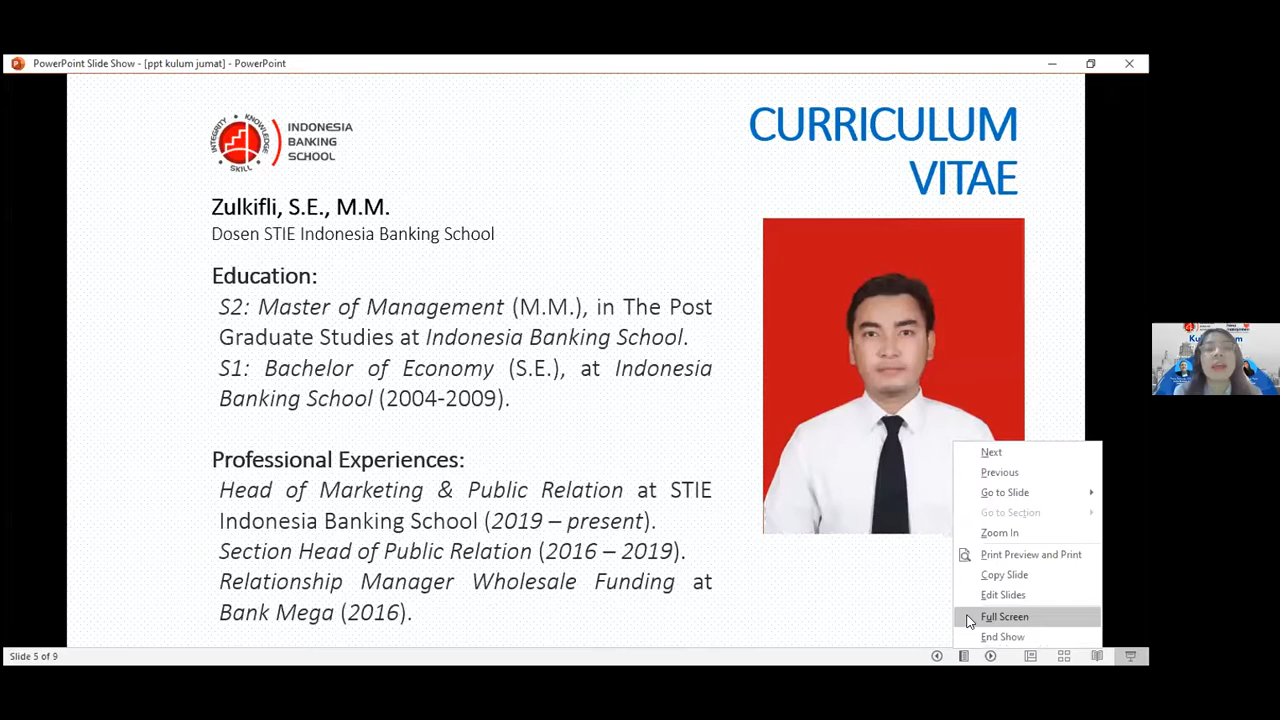 PowerPoint Slide Show - [ppt kulum jumat] - PowerPoint
INTEGRITY
KNOWLEDGE
SKILL
INDONESIA
BANKING
SCHOOL
CURRICULUM
VITAE
Zulkifli, S.E., M.M.
Dosen STIE Indonesia Banking School
Education:
S2: Master of Management (M.M.), in The Post
Graduate Studies at Indonesia Banking School.
S1: Bachelor of Economy (S.E.), at Indonesia
Banking School (2004-2009).
Professional Experiences:
Head of Marketing & Public Relation at STIE
Indonesia Banking School (2019 – present).
Section Head of Public Relation (2016 – 2019).
Relationship Manager Wholesale Funding at
Bank Mega (2016).
Next
Previous
Go to Slide
Go to Section
Zoom In
Print Preview and Print
Copy Slide
Edit Slides
Full Screen
End Show
Slide 5 of 9